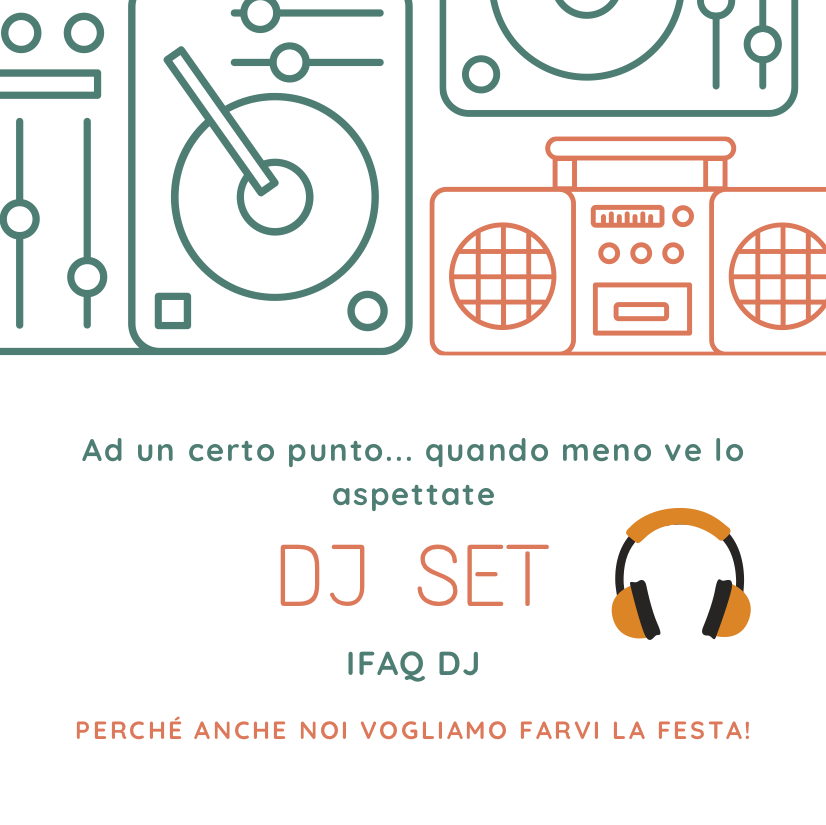 Ad un certo punto... quando meno ve lo
aspettate
DJ SET
IFAQ DJ
PERCHÉ ANCHE NOI VOGLIAMO FARVI LA FESTA!